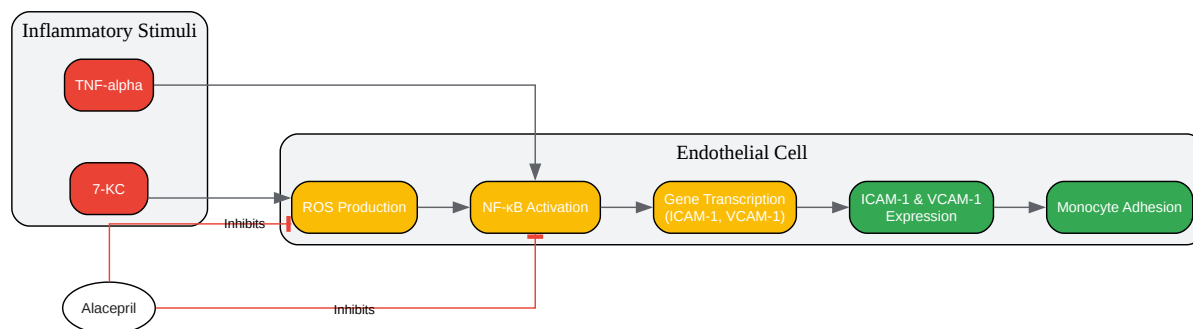 Inflammatory Stimuli
TNF-alpha
7-KC
Endothelial Cell
ROS Production
NF-κB Activation
Gene Transcription
(ICAM-1, VCAM-1)
ICAM-1 & VCAM-1
Expression
Monocyte Adhesion
Inhibits
Alacepril
Inhibits